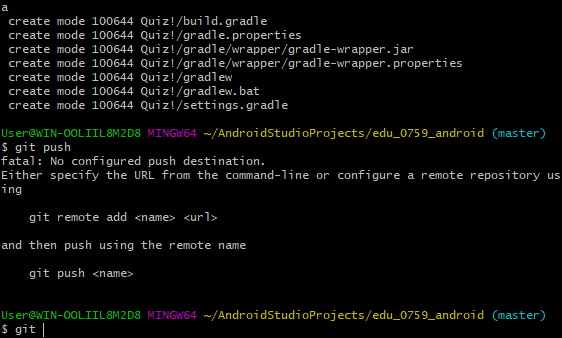 a
create mode 100644 Quiz!/build.gradle
create mode 100644 Quiz!/gradle.properties
create mode 100644 Quiz!/gradle/wrapper/gradle-wrapper.jar
create mode 100644 Quiz!/gradle/wrapper/gradle-wrapper.properties
create mode 100644 Quiz!/gradlew
create mode 100644 Quiz!/gradlew.bat
create mode 100644 Quiz!/settings.gradle
User@WIN-OOLIIL8M2D8 MINGW64 ~/AndroidStudioProjects/edu_0759_android (master)
$ git push
fatal: No configured push destination.
Either specify the URL from the command-line or configure a remote repository us
ing
git remote add <name> <url>
and then push using the remote name
git push <name>
User@WIN-OOLIIL8M2D8 MINGW64 ~/AndroidStudioProjects/edu_0759_android (master)
$ git